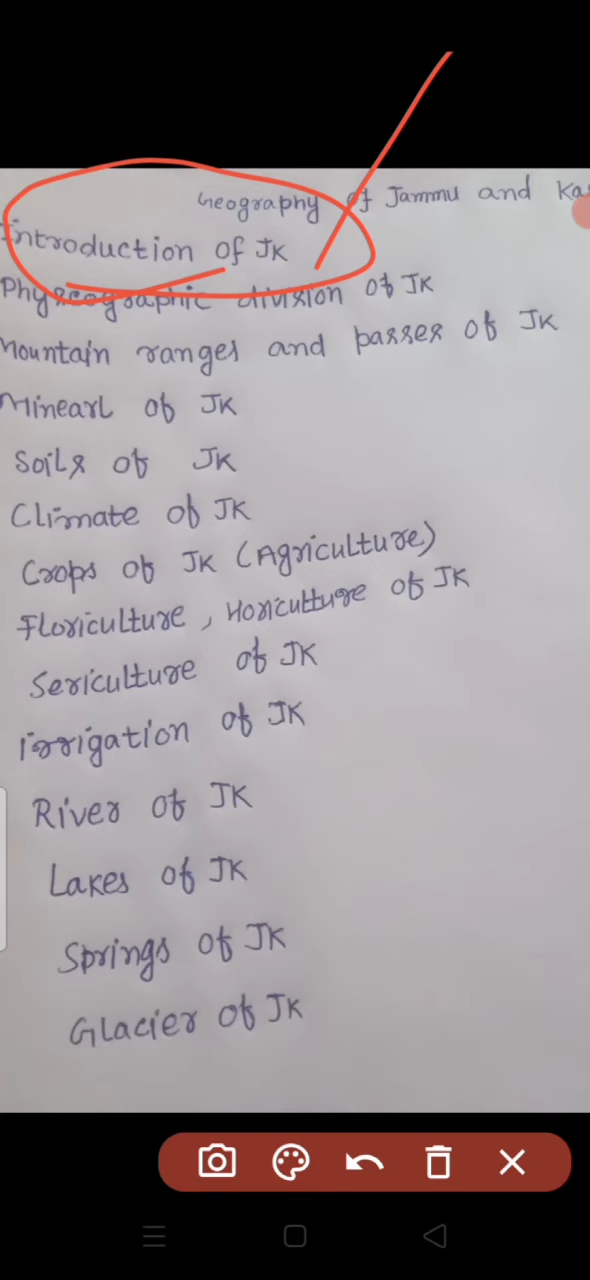 Geography of Jammu and Ka
Introduction of JK
Physeographic division of JK
Mountain ranges and passes of JK
Minearl of JK
Soils of JK
Climate of JK
Crops of JK (Agriculture)
Floriculture, Horiculture of JK
Sericulture of JK
irrigation of JK
River of JK
Lakes of JK
Springs of JK
Glacier of JK